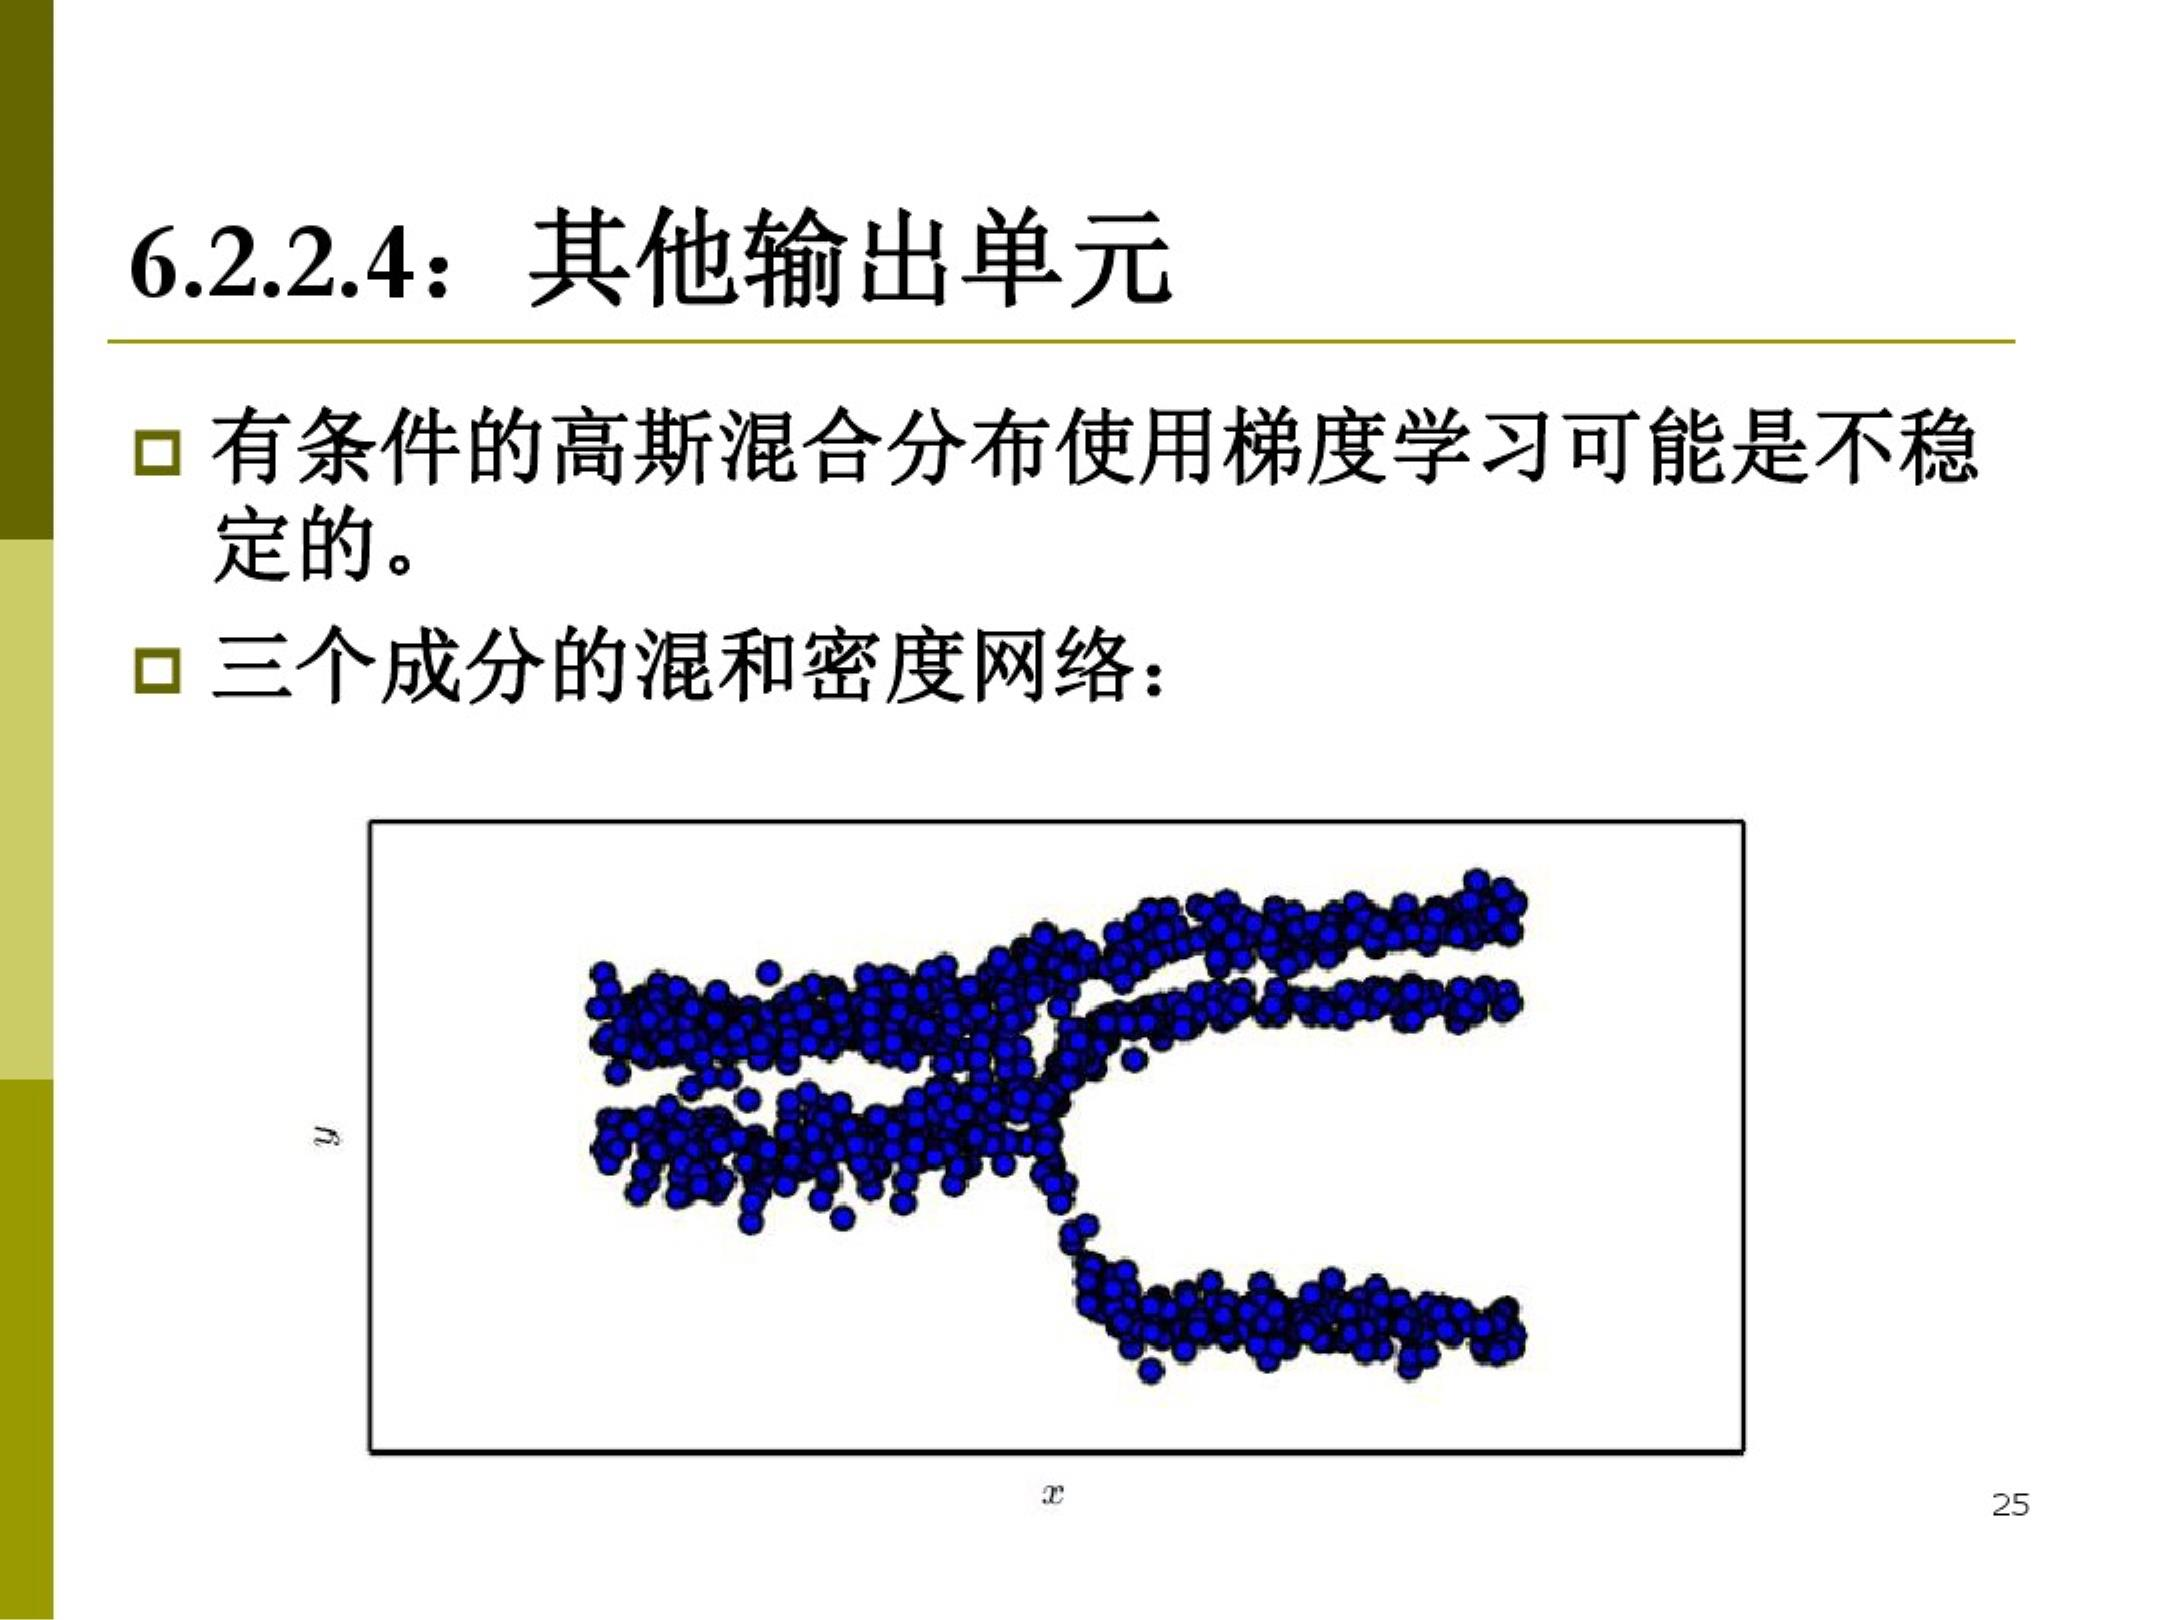 6.2.2.4：其他输出单元
有条件的高斯混合分布使用梯度学习可能是不稳
定的。
三个成分的混和密度网络：
y
x
25